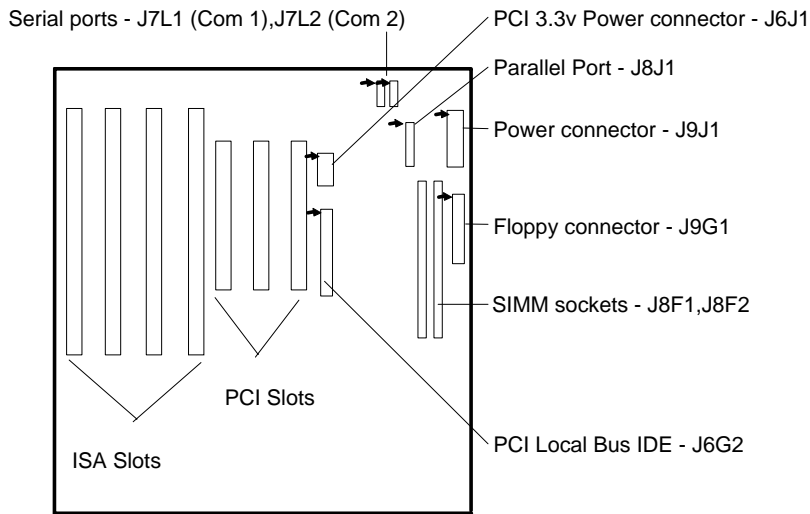 Serial ports - J7L1 (Com 1),J7L2 (Com 2)
PCI 3.3v Power connector - J6J1
Parallel Port - J8J1
Power connector - J9J1
Floppy connector - J9G1
SIMM sockets - J8F1,J8F2
PCI Slots
PCI Local Bus IDE - J6G2
ISA Slots